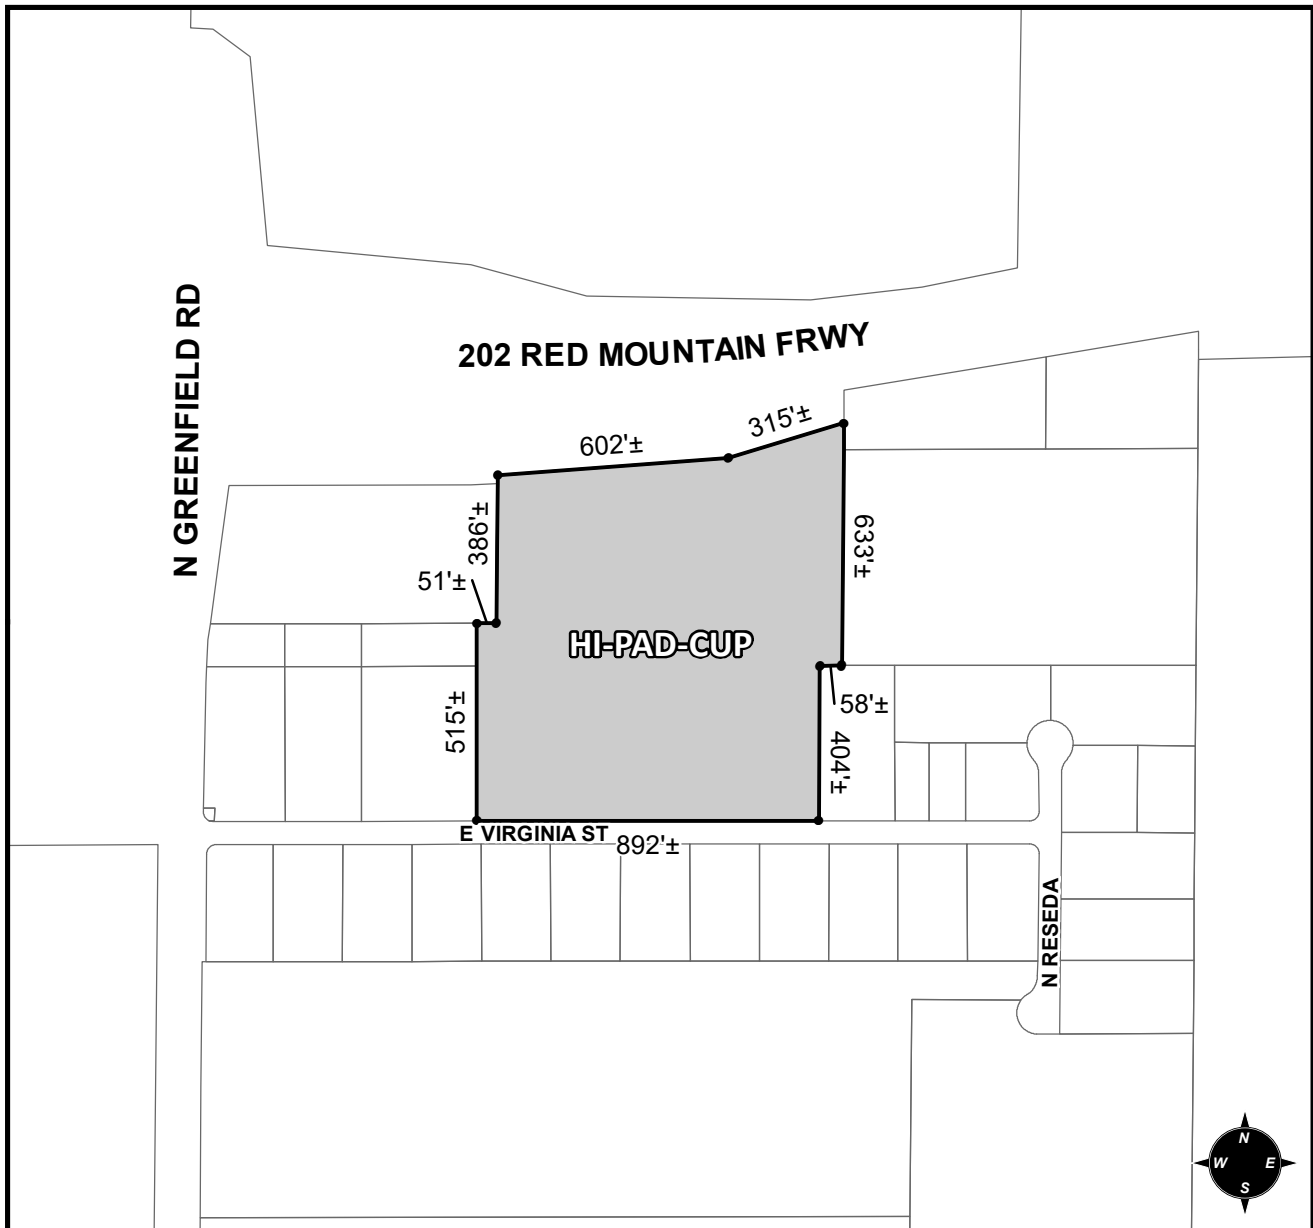 N GREENFIELD RD
202 RED MOUNTAIN FRWY
315'±
602'±
386'±
633'±
51'±
HI-PAD-CUP
58'±
515'±
404'±
E VIRGINIA ST
892'±
N RESEDA
N
W E
S